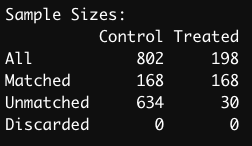 Sample Sizes:
Control Treated
All 802 198
Matched 168 168
Unmatched 634 30
Discarded 0 0